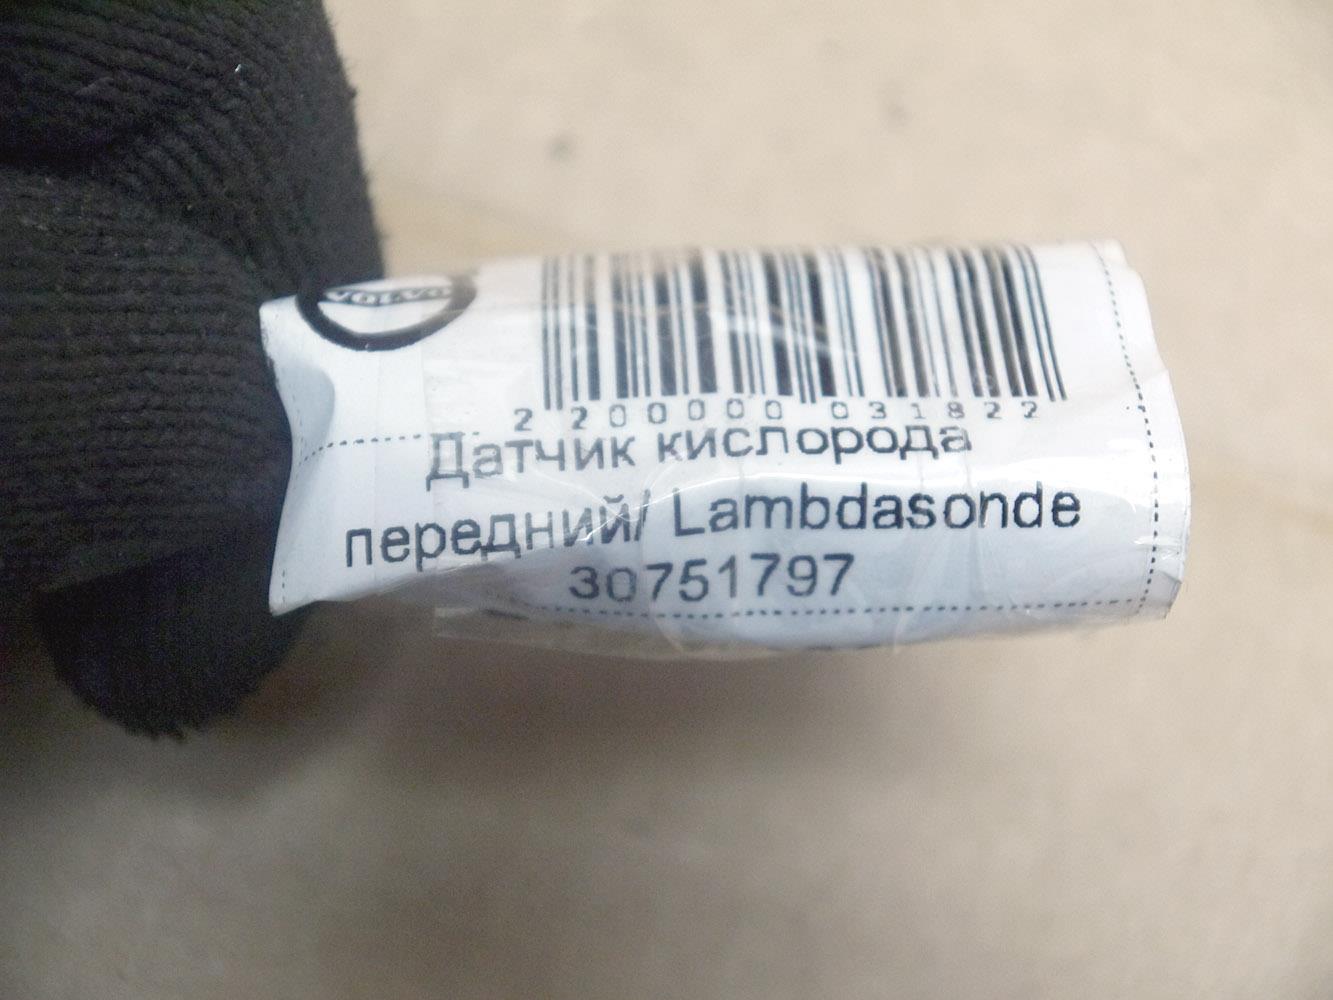 2 200000 031822
Датчик кислорода
передний/ Lambdasonde
30751797